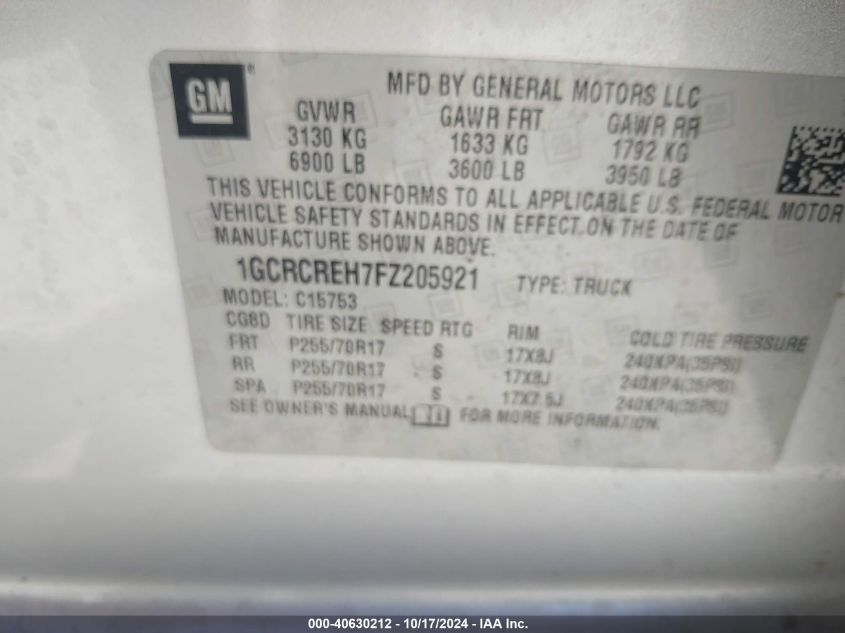 GM ®
MFD BY GENERAL MOTORS LLC
GVWR GAWR FRT GAWR RR
3130 KG 1633 KG 1792 KG
6900 LB 3600 LB 3950 LB
THIS VEHICLE CONFORMS TO ALL APPLICABLE U.S. FEDERAL MOTOR
VEHICLE SAFETY STANDARDS IN EFFECT ON THE DATE OF
MANUFACTURE SHOWN ABOVE.
1GCRCREH7FZ205921 TYPE: TRUCK
MODEL: C15753
CG8D TIRE SIZE SPEED RTG RIM COLD TIRE PRESSURE
FRT P255/70R17 S 17X8J 240KPA(35PSI)
RR P255/70R17 S 17X8J 240KPA(35PSI)
SPA P255/70R17 S 17X7.5J 240KPA(35PSI)
SEE OWNER'S MANUAL FOR MORE INFORMATION.
000-40630212 - 10/17/2024 - IAA Inc.